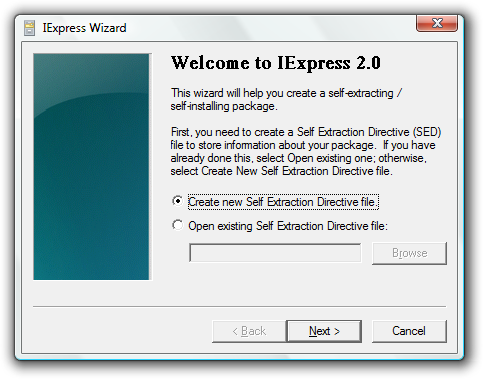 IExpress Wizard
Welcome to IExpress 2.0
This wizard will help you create a self-extracting /
self-installing package.
First, you need to create a Self Extraction Directive (SED)
file to store information about your package.  If you have
already done this, select Open existing one; otherwise,
select Create New Self Extraction Directive file.
Create new Self Extraction Directive file.
Open existing Self Extraction Directive file:
Browse
< Back
Next >
Cancel